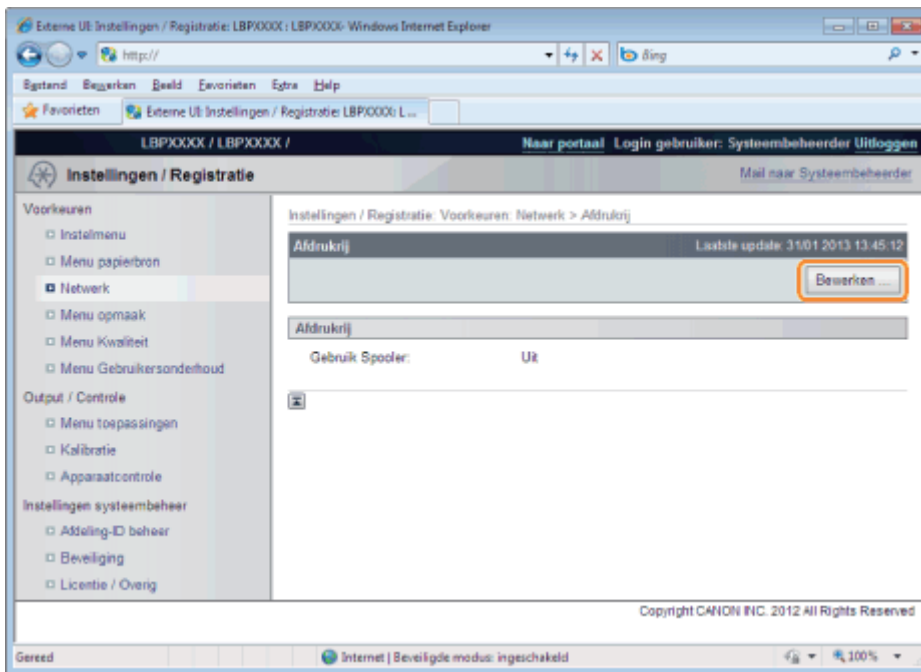 Externe UI: Instellingen / Registratie: LBPXXXX : LBPXXXX- Windows Internet Explorer
http://
Bing
Bestand Bewerken Beeld Favorieten Extra Help
Favorieten
Externe UI: Instellingen / Registratie: LBPXXXX: L...
LBPXXXX / LBPXXXX /
Naar portaal Login gebruiker: Systeembeheerder Uitloggen
Instellingen / Registratie
Mail naar Systeembeheerder
Voorkeuren
Instelmenu
Menu papierbron
Netwerk
Menu opmaak
Menu Kwaliteit
Menu Gebruikersonderhoud
Output / Controle
Menu toepassingen
Kalibratie
Apparaatcontrole
Instellingen systeembeheer
Afdeling-ID beheer
Beveiliging
Licentie / Overig
Instellingen / Registratie: Voorkeuren: Netwerk > Afdrukrij
Afdrukrij
Laatste update: 31/01 2013 13:45:12
Bewerken ...
Afdrukrij
Gebruik Spooler: Uit
Copyright CANON INC. 2012 All Rights Reserved
Gereed
Internet | Beveiligde modus: ingeschakeld
100%